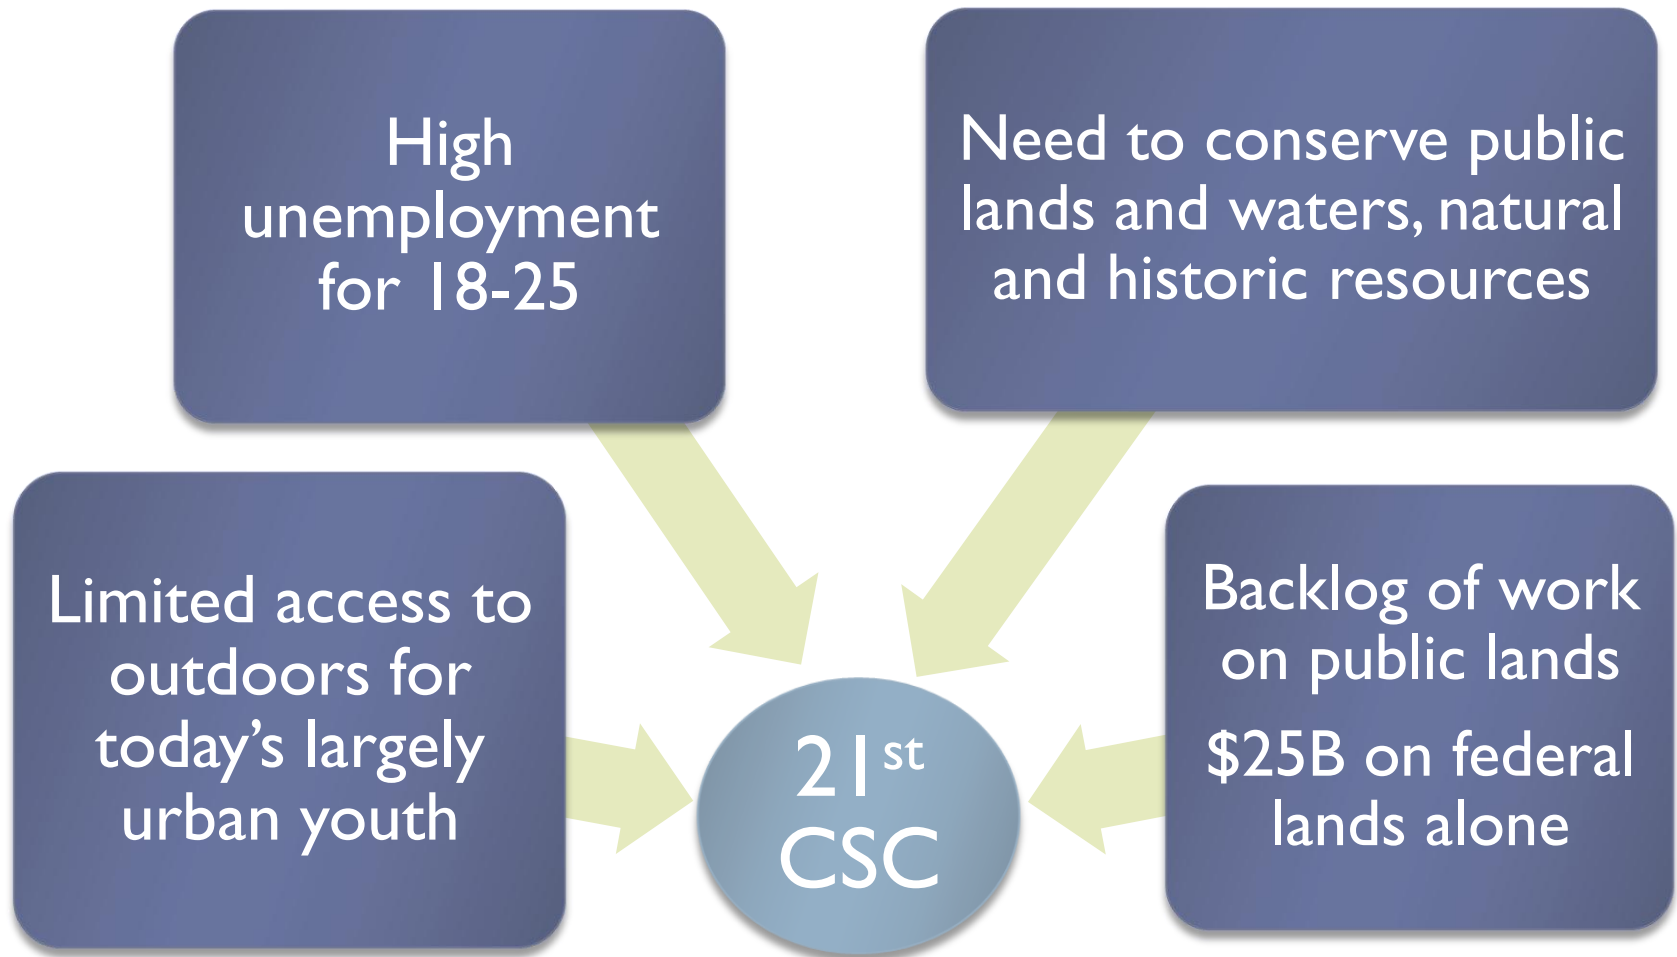 High
unemployment
for 18-25
Need to conserve public
lands and waters, natural
and historic resources
Limited access to
outdoors for
today’s largely
urban youth
21st
CSC
Backlog of work
on public lands
$25B on federal
lands alone